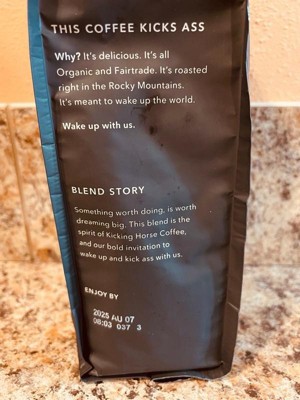 THIS COFFEE KICKS ASS
Why? It's delicious. It's all
Organic and Fairtrade. It's roasted
right in the Rocky Mountains.
It's meant to wake up the world.
Wake up with us.
BLEND STORY
Something worth doing, is worth
dreaming big. This blend is the
spirit of Kicking Horse Coffee,
and our bold invitation to
wake up and kick ass with us.
ENJOY BY
2025 AU 07
08:03 037 3